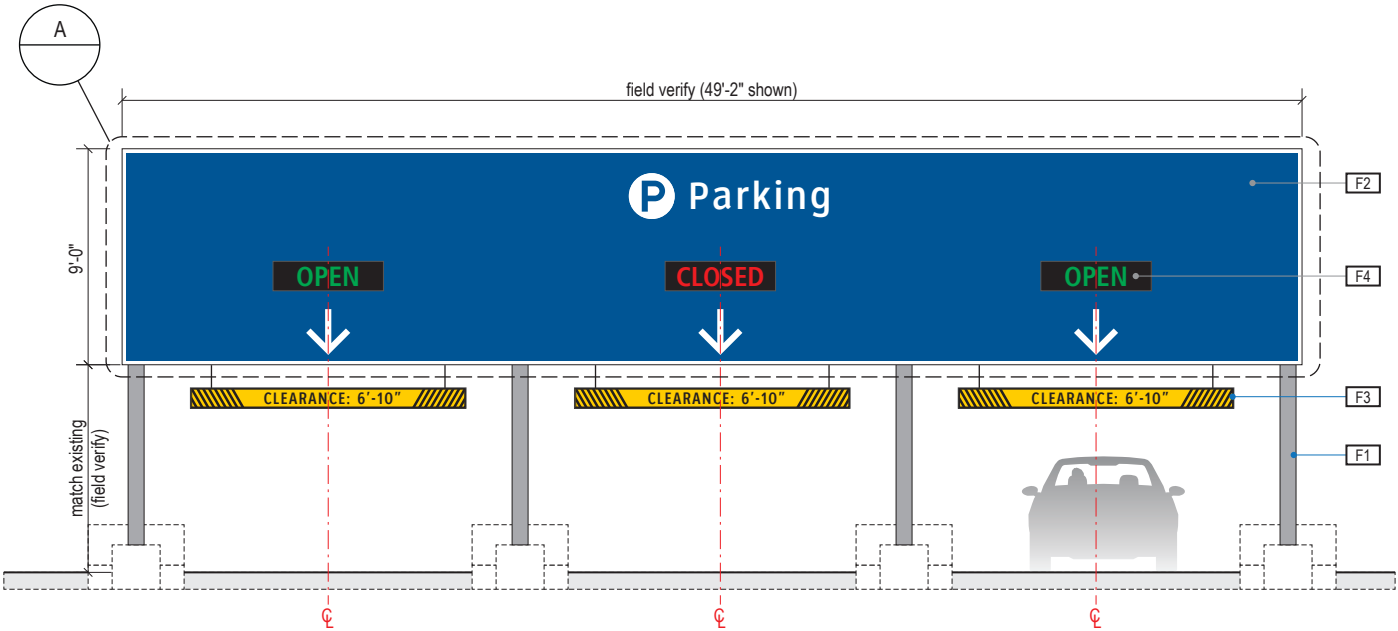 A
field verify (49'-2" shown)
P Parking
F2
9'-0"
OPEN
CLOSED
OPEN
F4
CLEARANCE: 6’-10”
CLEARANCE: 6’-10”
CLEARANCE: 6’-10”
F3
match existing
(field verify)
F1
℄
℄
℄